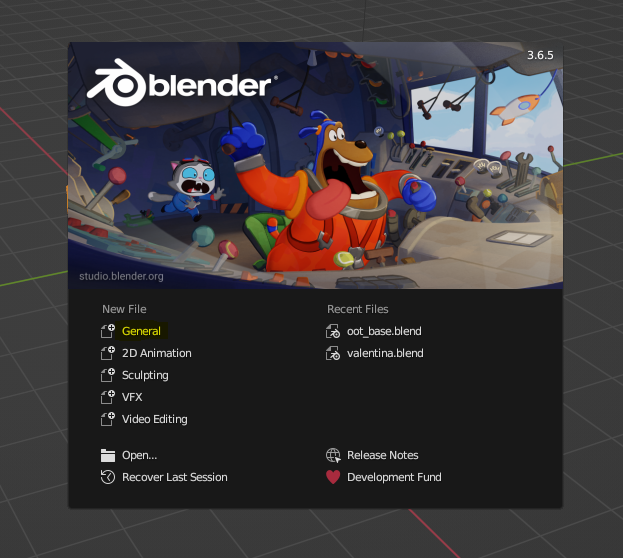 3.6.5
blender
studio.blender.org
New File
General
2D Animation
Sculpting
VFX
Video Editing
Open...
Recover Last Session
Recent Files
oot_base.blend
valentina.blend
Release Notes
Development Fund